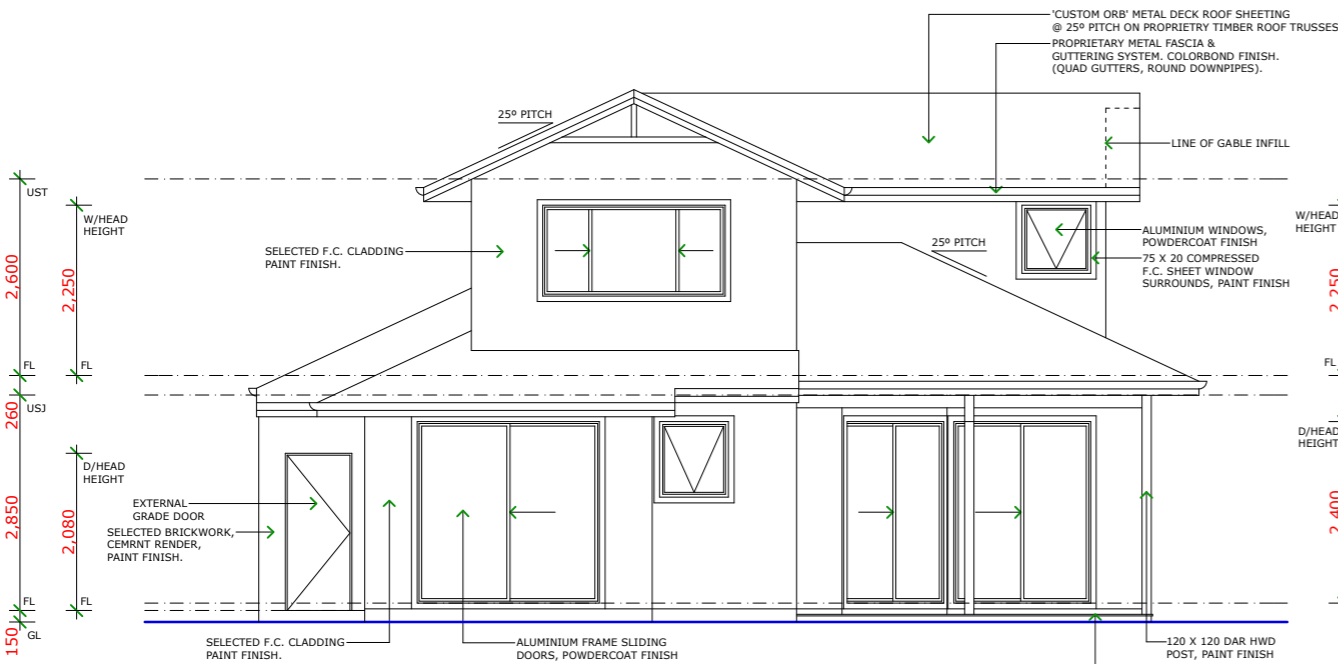 'CUSTOM ORB' METAL DECK ROOF SHEETING
@ 25º PITCH ON PROPRIETRY TIMBER ROOF TRUSSES
PROPRIETARY METAL FASCIA &
GUTTERING SYSTEM. COLORBOND FINISH.
(QUAD GUTTERS, ROUND DOWNPIPES).
25º PITCH
LINE OF GABLE INFILL
UST
W/HEAD
HEIGHT
W/HEAD
HEIGHT
SELECTED F.C. CLADDING
PAINT FINISH.
25º PITCH
ALUMINIUM WINDOWS,
POWDERCOAT FINISH
75 X 20 COMPRESSED
F.C. SHEET WINDOW
SURROUNDS, PAINT FINISH
2,600
2,250
2,250
FL
FL
FL
260
USJ
D/HEAD
HEIGHT
D/HEAD
HEIGHT
EXTERNAL
GRADE DOOR
SELECTED BRICKWORK,
CEMRNT RENDER,
PAINT FINISH.
2,850
2,080
2,400
FL
FL
150
GL
SELECTED F.C. CLADDING
PAINT FINISH.
ALUMINIUM FRAME SLIDING
DOORS, POWDERCOAT FINISH
120 X 120 DAR HWD
POST, PAINT FINISH